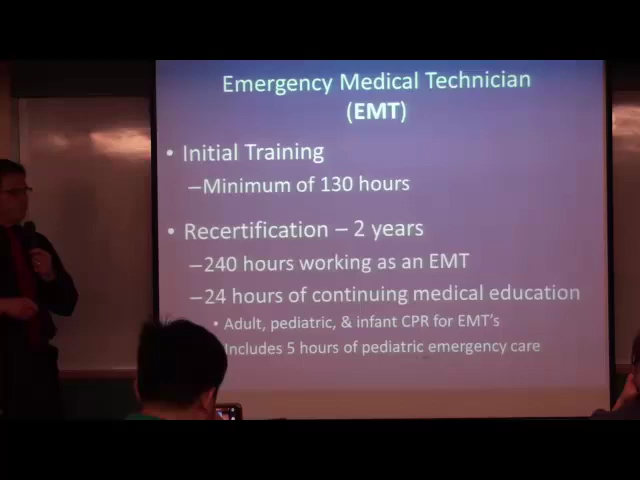 Emergency Medical Technician
(EMT)
• Initial Training
–Minimum of 130 hours
• Recertification – 2 years
–240 hours working as an EMT
–24 hours of continuing medical education
• Adult, pediatric, & infant CPR for EMT's
Includes 5 hours of pediatric emergency care